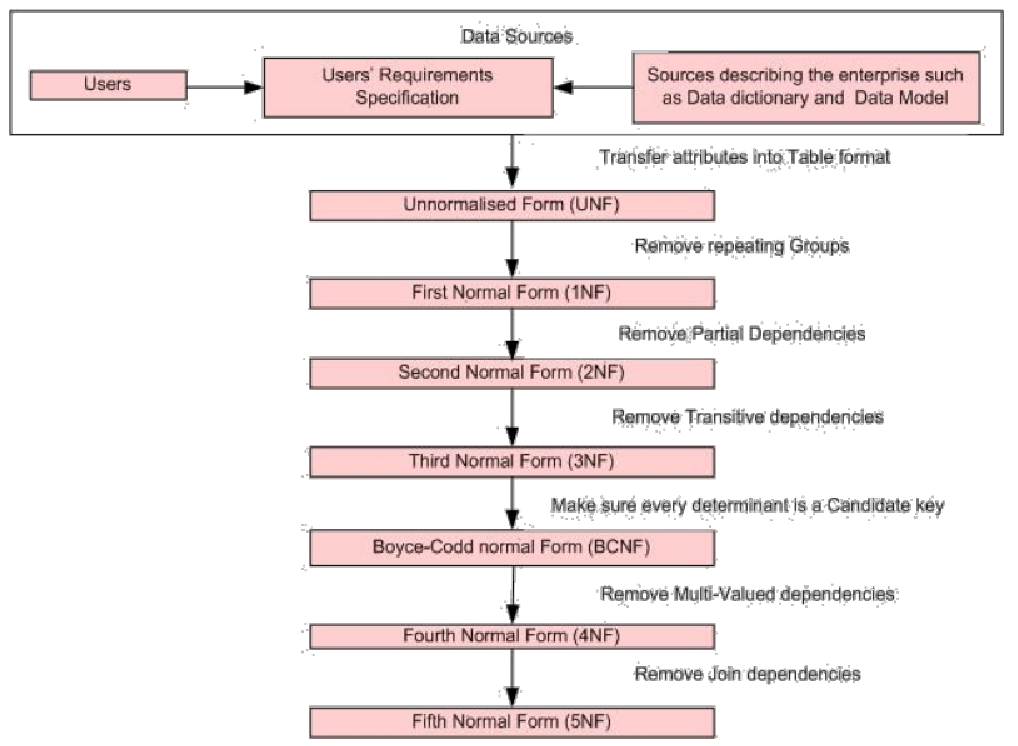 Data Sources
Users
Users' Requirements
Specification
Sources describing the enterprise such
as Data dictionary and Data Model
Transfer attributes into Table format
Unnormalised Form (UNF)
Remove repeating Groups
First Normal Form (1NF)
Remove Partial Dependencies
Second Normal Form (2NF)
Remove Transitive dependencies
Third Normal Form (3NF)
Make sure every determinant is a Candidate key
Boyce-Codd normal Form (BCNF)
Remove Multi-Valued dependencies
Fourth Normal Form (4NF)
Remove Join dependencies
Fifth Normal Form (5NF)